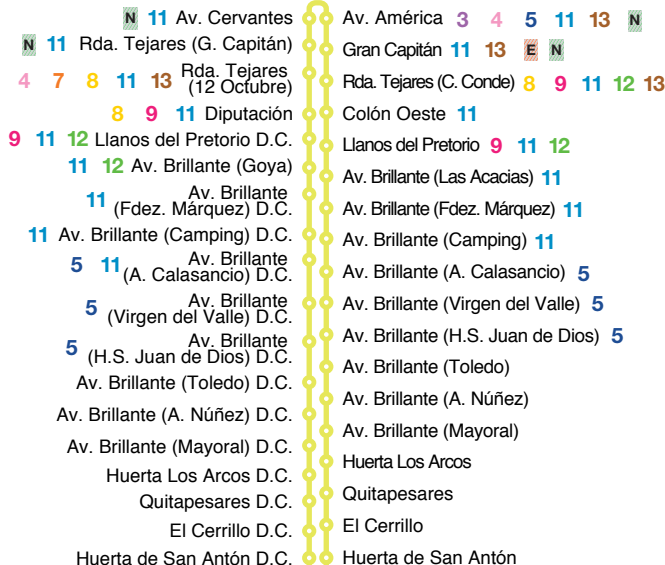 N 11 Av. Cervantes
N 11 Rda. Tejares (G. Capitán)
4 7 8 11 13 Rda. Tejares
(12 Octubre)
8 9 11 Diputación
9 11 12 Llanos del Pretorio D.C.
11 12 Av. Brillante (Goya)
11 Av. Brillante
(Fdez. Márquez) D.C.
11 Av. Brillante (Camping) D.C.
5 11 Av. Brillante
(A. Calasancio) D.C.
5 Av. Brillante
(Virgen del Valle) D.C.
5 Av. Brillante
(H.S. Juan de Dios) D.C.
Av. Brillante (Toledo) D.C.
Av. Brillante (A. Núñez) D.C.
Av. Brillante (Mayoral) D.C.
Huerta Los Arcos D.C.
Quitapesares D.C.
El Cerrillo D.C.
Huerta de San Antón D.C.
Av. América 3 4 5 11 13 N
Gran Capitán 11 13 E N
Rda. Tejares (C. Conde) 8 9 11 12 13
Colón Oeste 11
Llanos del Pretorio 9 11 12
Av. Brillante (Las Acacias) 11
Av. Brillante (Fdez. Márquez) 11
Av. Brillante (Camping) 11
Av. Brillante (A. Calasancio) 5
Av. Brillante (Virgen del Valle) 5
Av. Brillante (H.S. Juan de Dios) 5
Av. Brillante (Toledo)
Av. Brillante (A. Núñez)
Av. Brillante (Mayoral)
Huerta Los Arcos
Quitapesares
El Cerrillo
Huerta de San Antón